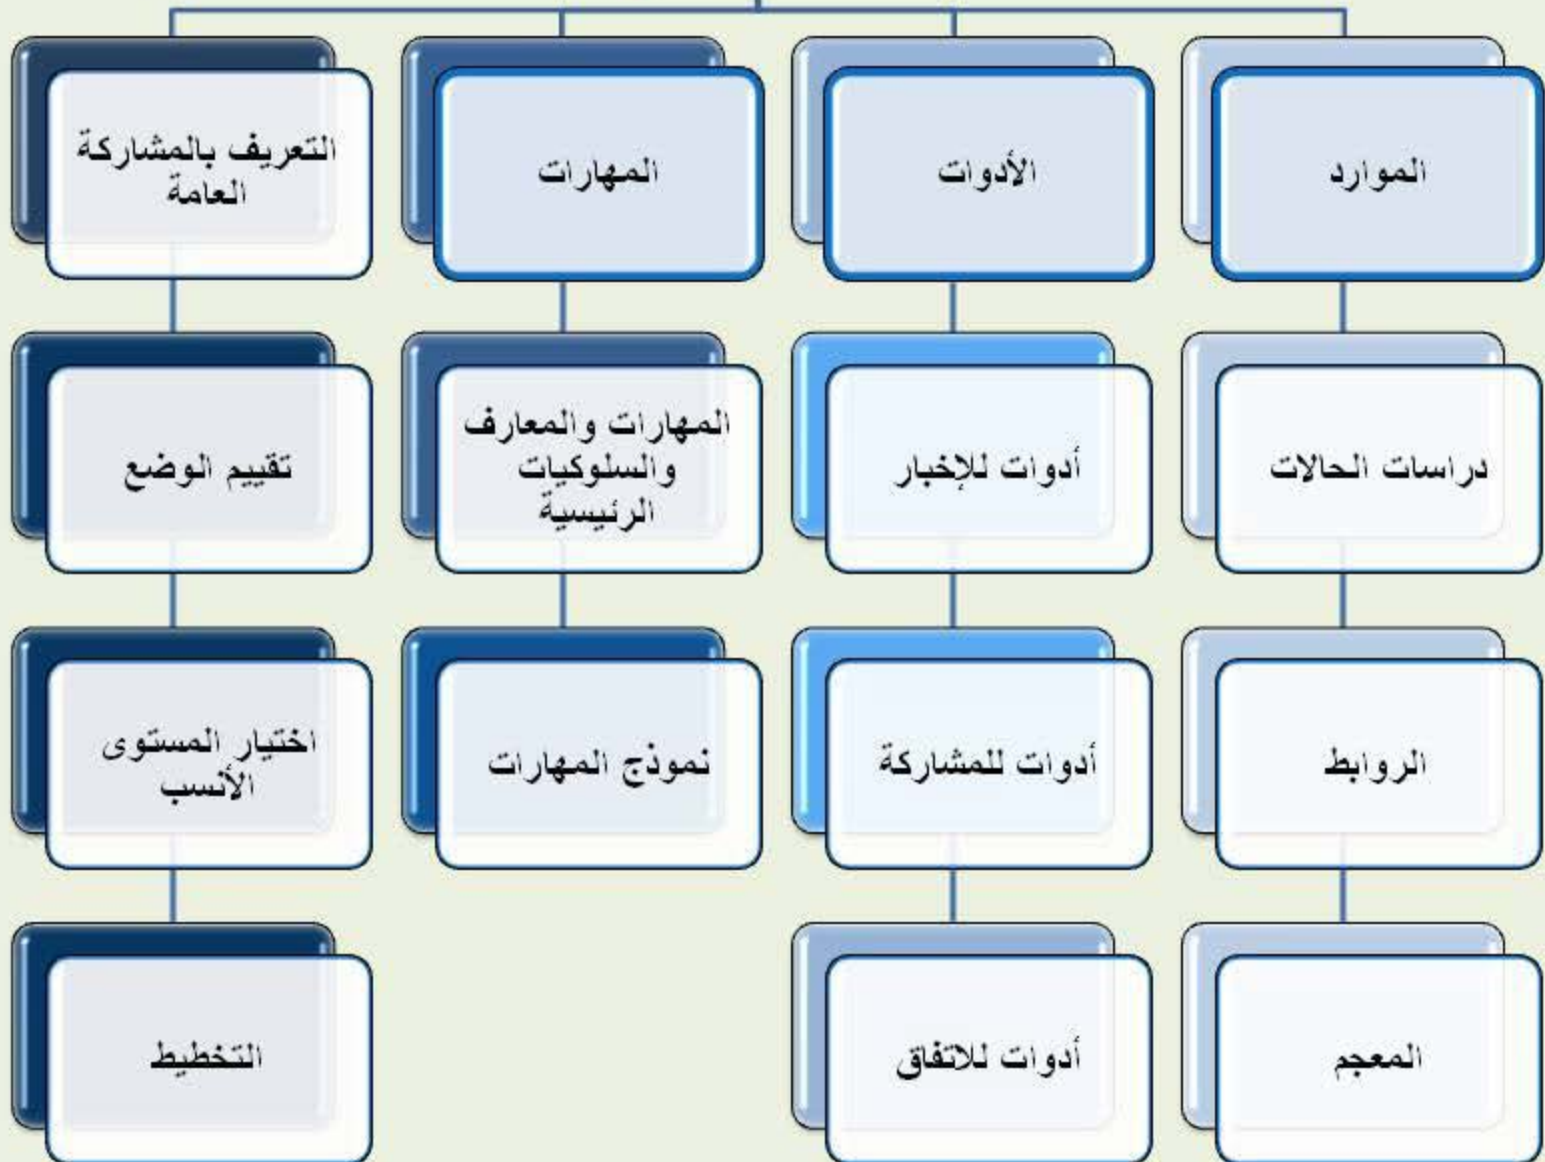 التعريف بالمشاركة
العامة
تقييم الوضع
اختيار المستوى
الأنسب
التخطيط
المهارات
المهارات والمعارف
والسلوكيات
الرئيسية
نموذج المهارات
الأدوات
أدوات للإخبار
أدوات للمشاركة
أدوات للاتفاق
الموارد
دراسات الحالات
الروابط
المعجم